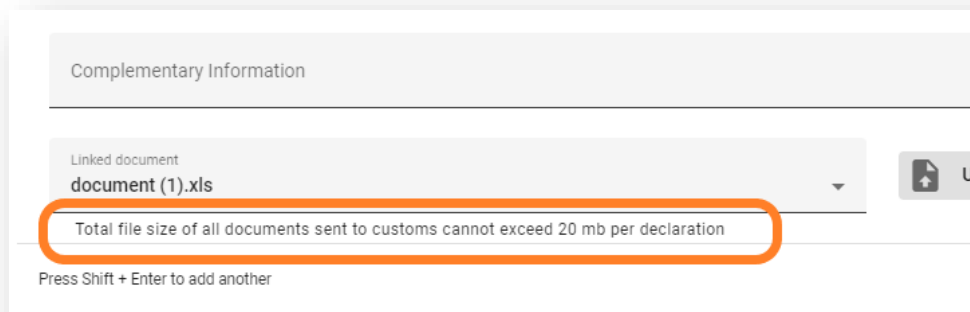 Complementary Information
Linked document
document (1).xls
Total file size of all documents sent to customs cannot exceed 20 mb per declaration
Press Shift + Enter to add another